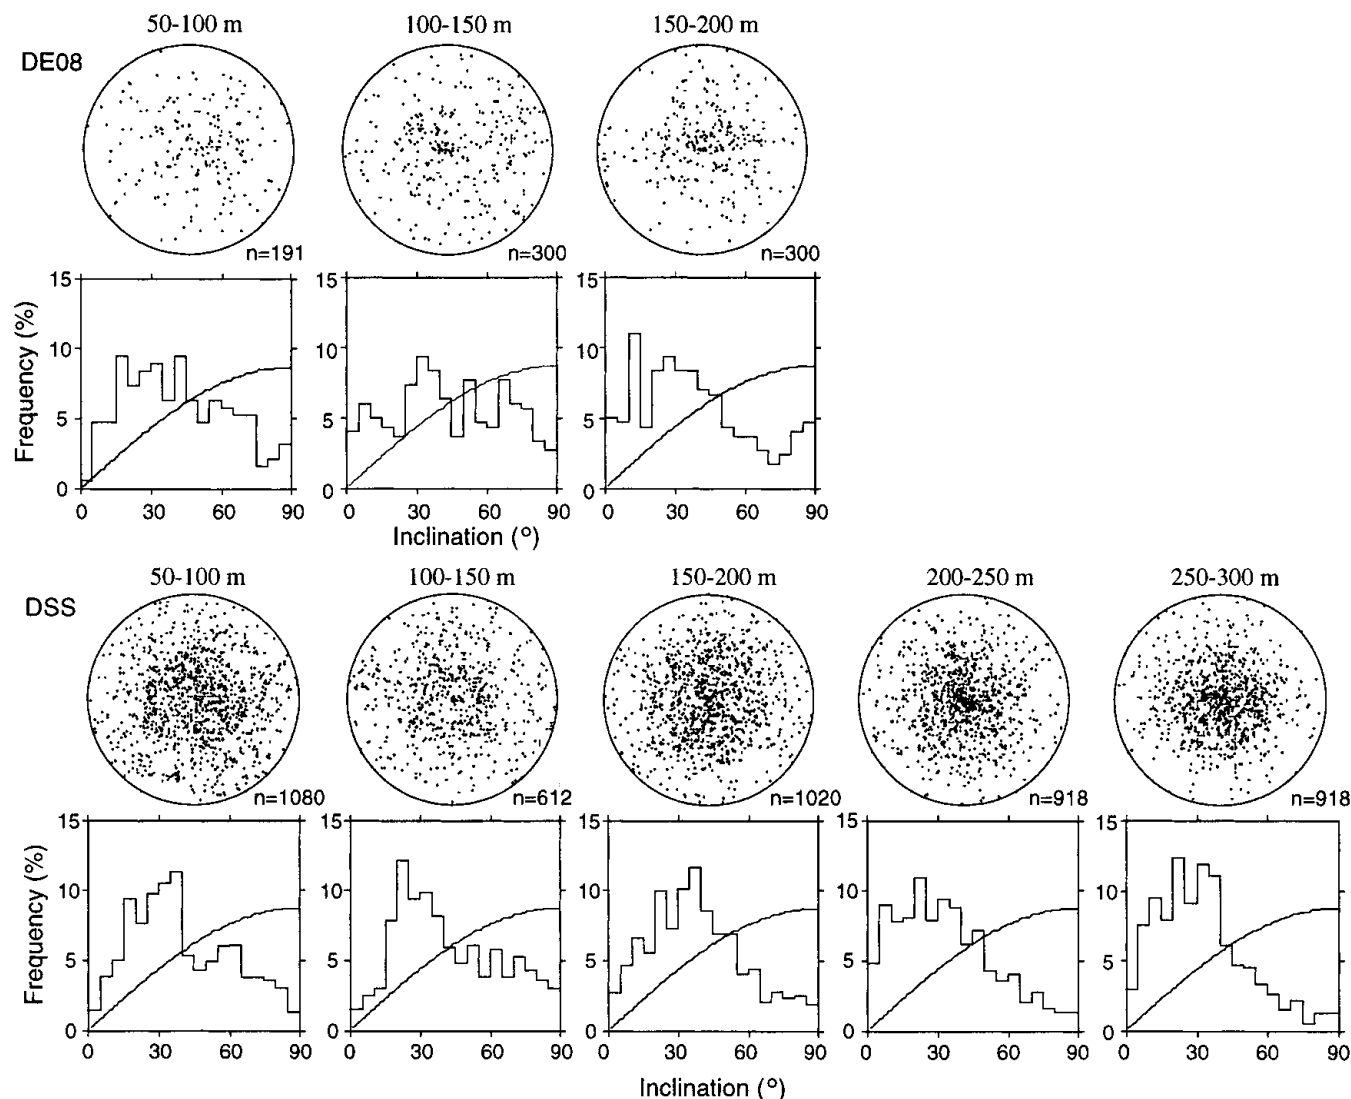 50-100 m 100-150 m 150-200 m
DE08
n=191 n=300 n=300
15 15 15
10 10 10
5 5 5
0 0 0
Frequency (%)
0 30 60 90 0 30 60 90 0 30 60 90
Inclination (°)
50-100 m 100-150 m 150-200 m 200-250 m 250-300 m
DSS
n=1080 n=612 n=1020 n=918 n=918
15 15 15 15 15
10 10 10 10 10
5 5 5 5 5
0 0 0 0 0
Frequency (%)
0 30 60 90 0 30 60 90 0 30 60 90 0 30 60 90 0 30 60 90
Inclination (°)